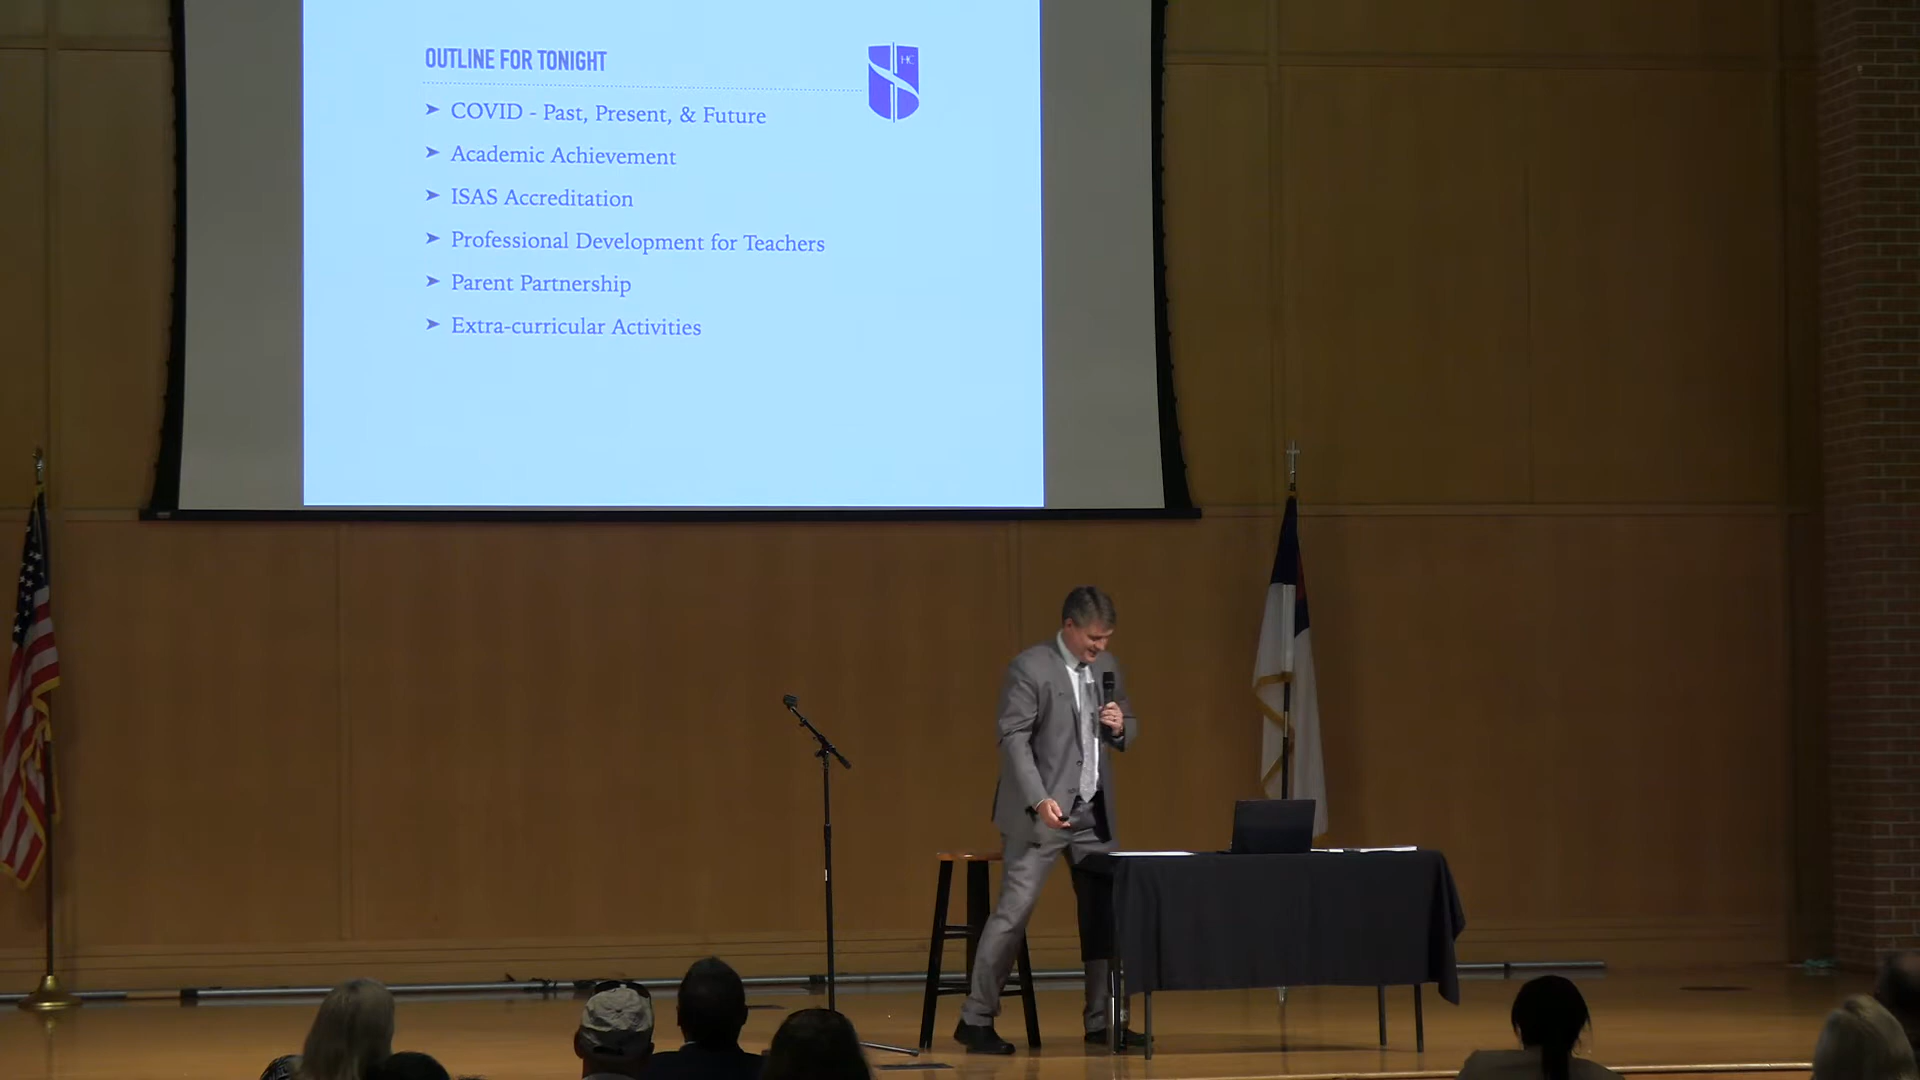 OUTLINE FOR TONIGHT
HC
➤ COVID - Past, Present, & Future
➤ Academic Achievement
➤ ISAS Accreditation
➤ Professional Development for Teachers
➤ Parent Partnership
➤ Extra-curricular Activities